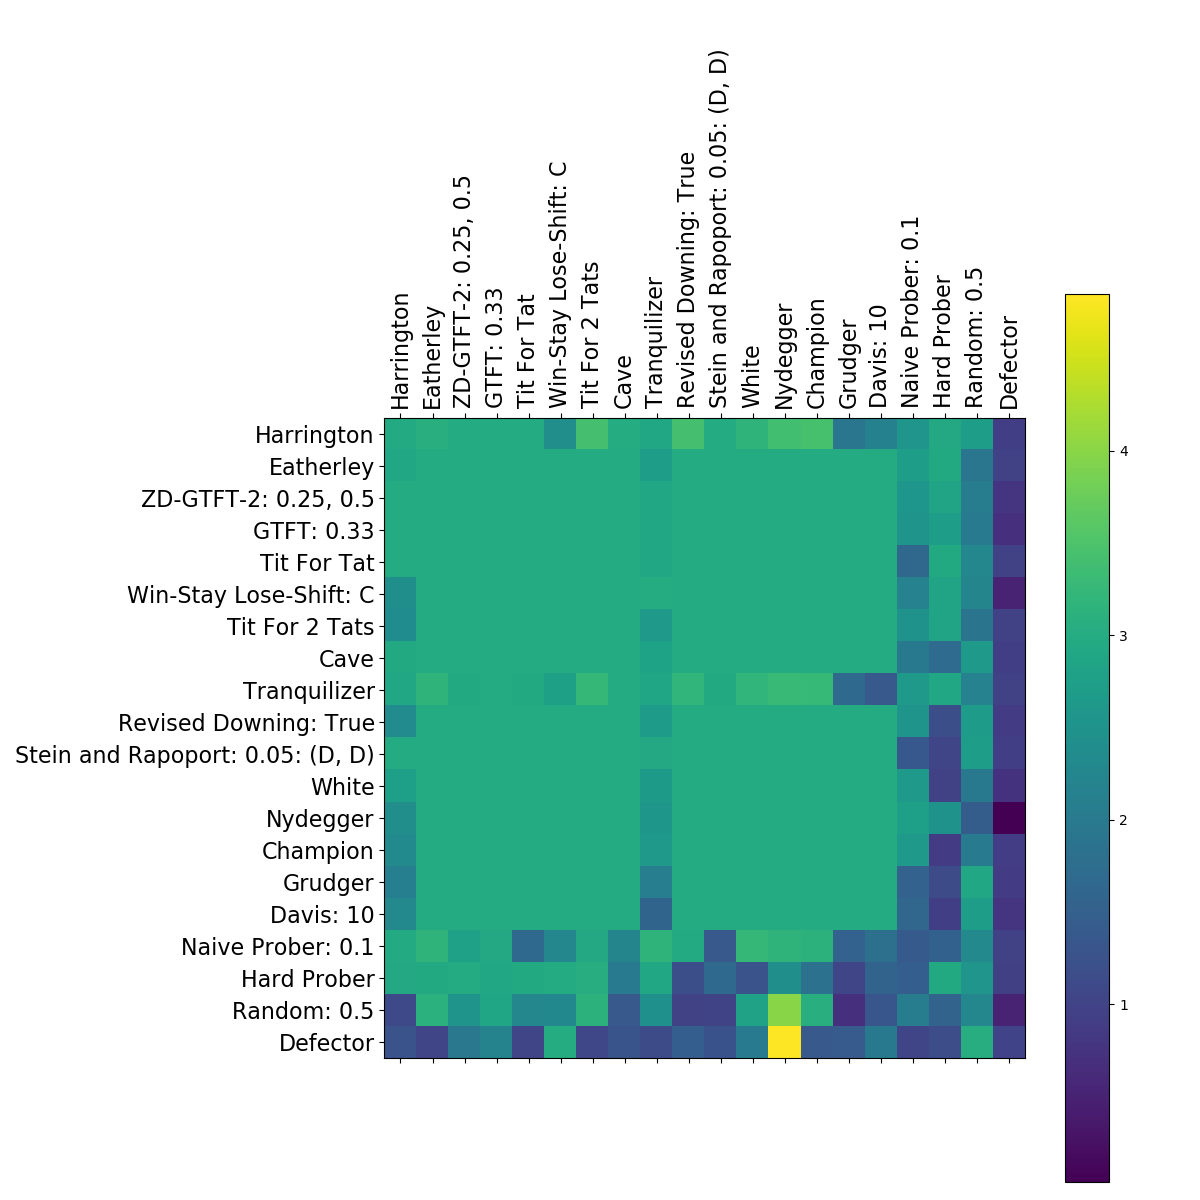 Harrington
Eatherley
ZD-GTFT-2: 0.25, 0.5
GTFT: 0.33
Tit For Tat
Win-Stay Lose-Shift: C
Tit For 2 Tats
Cave
Tranquilizer
Revised Downing: True
Stein and Rapoport: 0.05: (D, D)
White
Nydegger
Champion
Grudger
Davis: 10
Naive Prober: 0.1
Hard Prober
Random: 0.5
Defector
Harrington
Eatherley
ZD-GTFT-2: 0.25, 0.5
GTFT: 0.33
Tit For Tat
Win-Stay Lose-Shift: C
Tit For 2 Tats
Cave
Tranquilizer
Revised Downing: True
Stein and Rapoport: 0.05: (D, D)
White
Nydegger
Champion
Grudger
Davis: 10
Naive Prober: 0.1
Hard Prober
Random: 0.5
Defector
4
3
2
1